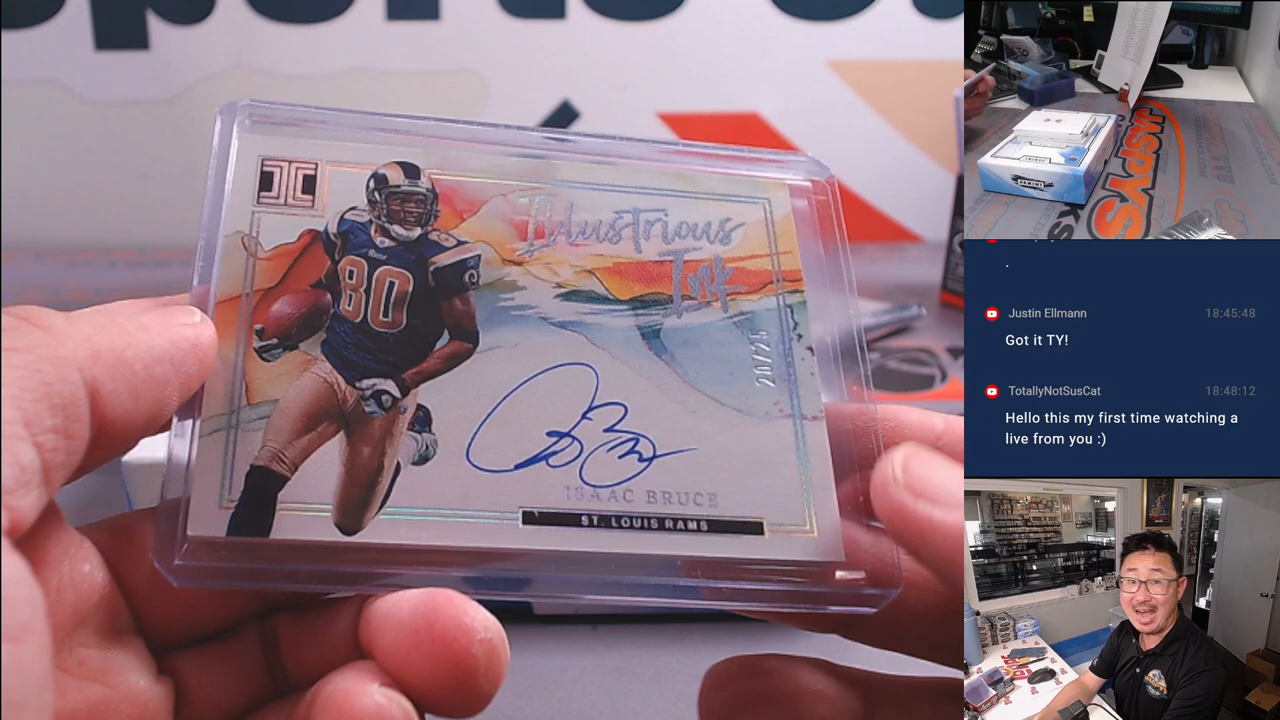 Illustrious
Ink
80
20/25
ISAAC BRUCE
ST. LOUIS RAMS
PANINI
JASPYS
Justin Ellmann
18:45:48
Got it TY!
TotallyNotSusCat
18:48:12
Hello this my first time watching a
live from you :)